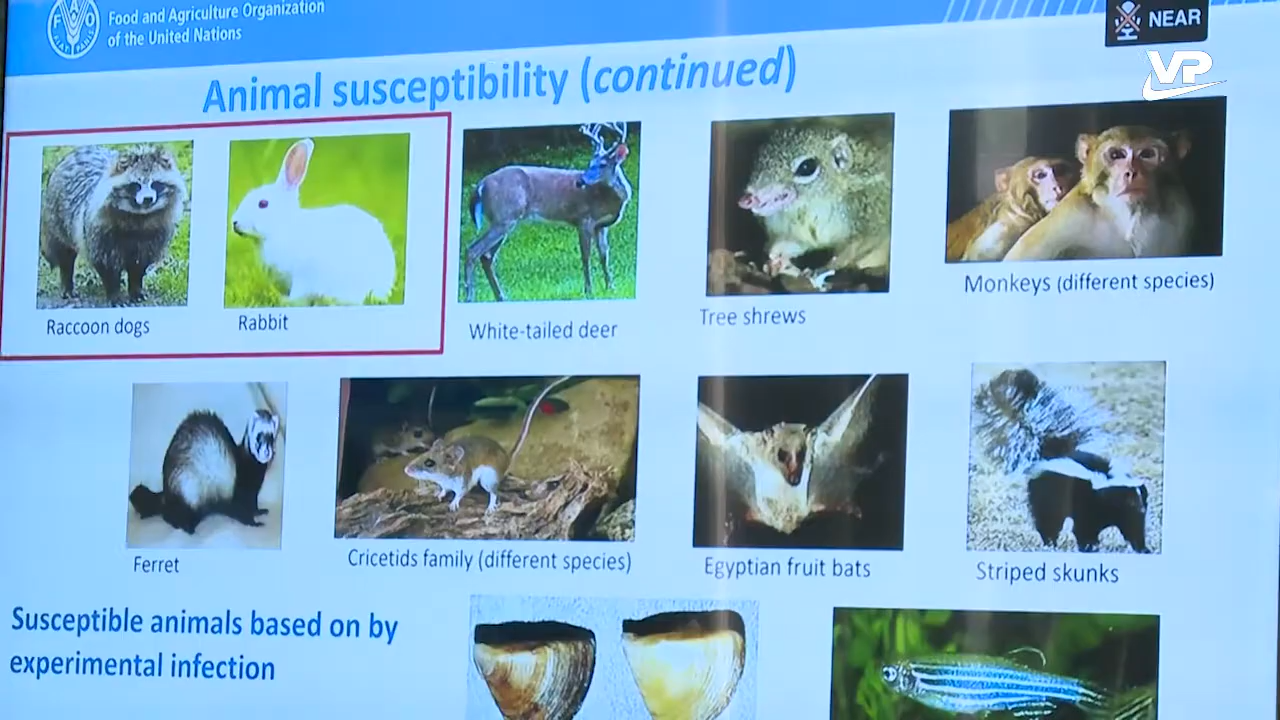 Food and Agriculture Organization
of the United Nations
NEAR
VP
Animal susceptibility (continued)
Raccoon dogs
Rabbit
White-tailed deer
Tree shrews
Monkeys (different species)
Ferret
Cricetids family (different species)
Egyptian fruit bats
Striped skunks
Susceptible animals based on by
experimental infection